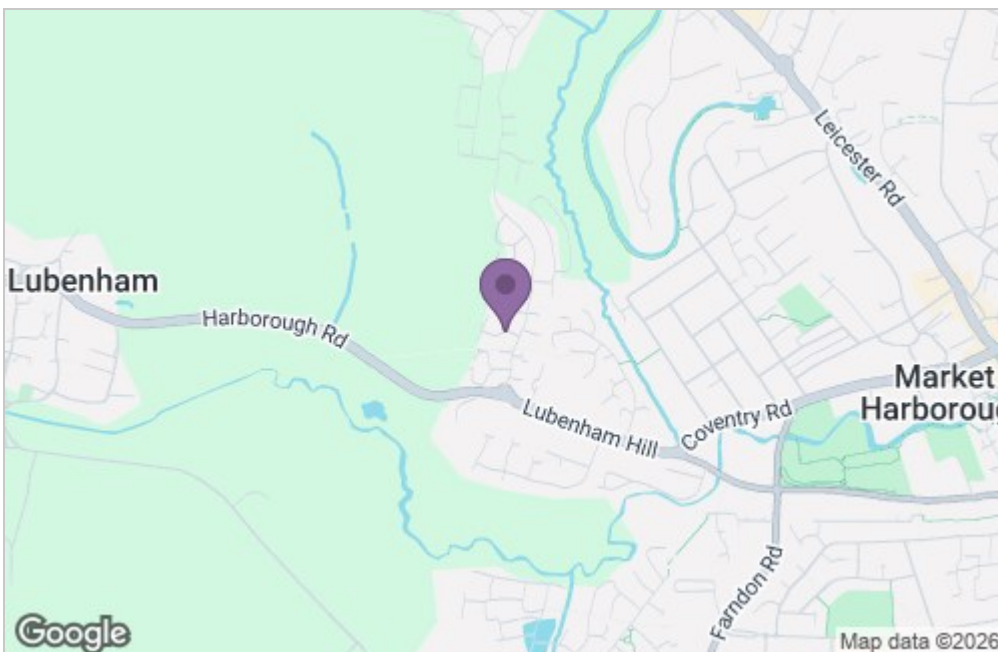 Leicester Rd
Lubenham
Harborough Rd
Market
Harboroug
Lubenham Hill
Coventry Rd
Farndon Rd
Google
Map data ©2026